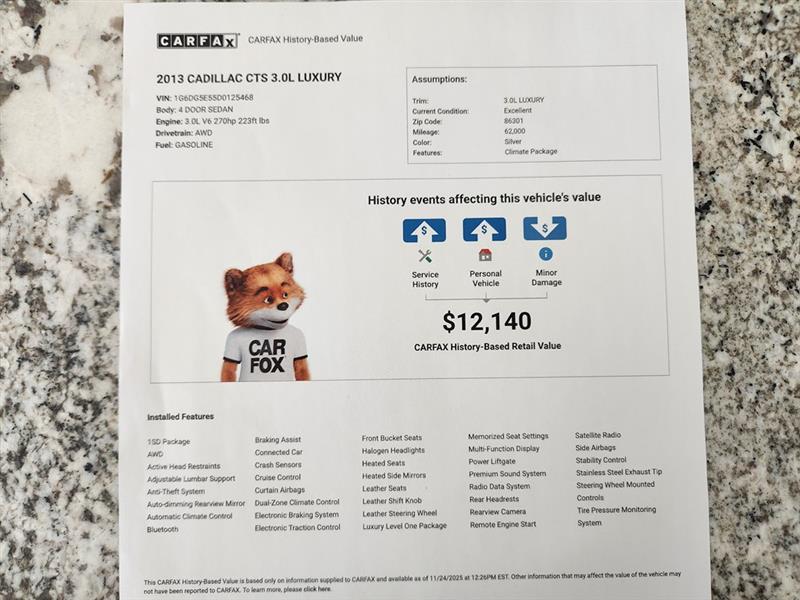 CARFAX CARFAX History-Based Value
2013 CADILLAC CTS 3.0L LUXURY
VIN: 1G6DG5E55D0125468
Body: 4 DOOR SEDAN
Engine: 3.0L V6 270hp 223ft lbs
Drivetrain: AWD
Fuel: GASOLINE
Assumptions:
Trim: 3.0L LUXURY
Current Condition: Excellent
Zip Code: 86301
Mileage: 62,000
Color: Silver
Features: Climate Package
History events affecting this vehicle's value
$ $ $
Service History
Personal Vehicle
Minor Damage
$12,140
CARFAX History-Based Retail Value
CAR
FOX
Installed Features
1SD Package
AWD
Active Head Restraints
Adjustable Lumbar Support
Anti-Theft System
Auto-dimming Rearview Mirror
Automatic Climate Control
Bluetooth
Braking Assist
Connected Car
Crash Sensors
Cruise Control
Curtain Airbags
Dual-Zone Climate Control
Electronic Braking System
Electronic Traction Control
Front Bucket Seats
Halogen Headlights
Heated Seats
Heated Side Mirrors
Leather Seats
Leather Shift Knob
Leather Steering Wheel
Luxury Level One Package
Memorized Seat Settings
Multi-Function Display
Power Liftgate
Premium Sound System
Radio Data System
Rear Headrests
Rearview Camera
Remote Engine Start
Satellite Radio
Side Airbags
Stability Control
Stainless Steel Exhaust Tip
Steering Wheel Mounted
Controls
Tire Pressure Monitoring
System
This CARFAX History-Based Value is based only on information supplied to CARFAX and available as of 11/24/2025 at 12:26PM EST. Other information that may affect the value of the vehicle may
not have been reported to CARFAX. To learn more, please click here.